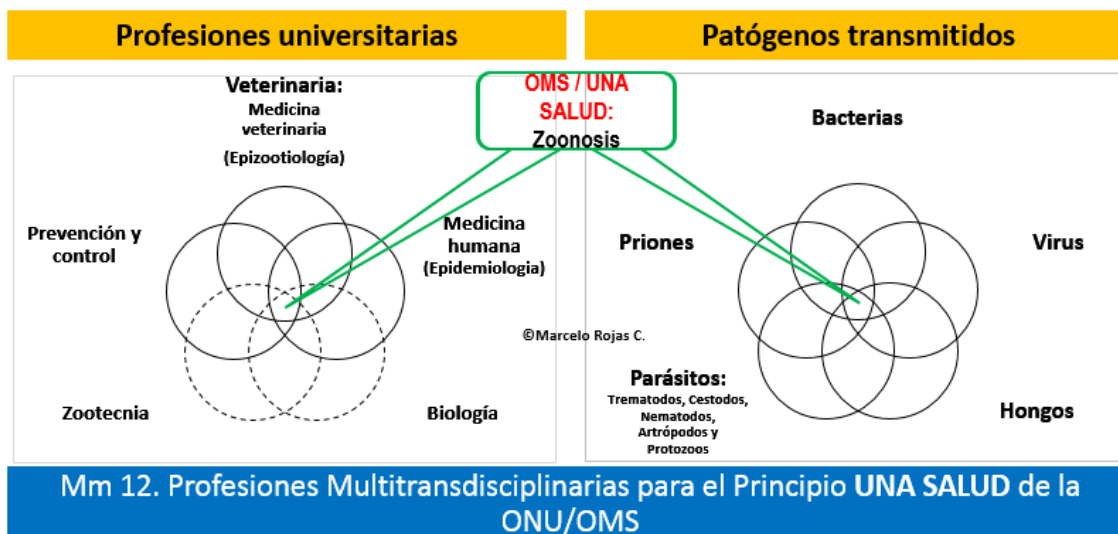 Profesiones universitarias
Patógenos transmitidos
Veterinaria:
Medicina
veterinaria
(Epizootiología)
OMS / UNA
SALUD:
Zoonosis
Bacterias
Prevención y
control
Medicina
humana
(Epidemiologia)
Priones
Virus
©Marcelo Rojas C.
Zootecnia
Biología
Parásitos:
Trematodos, Cestodos,
Nematodos,
Artrópodos y
Protozoos
Hongos
Mm 12. Profesiones Multitransdisciplinarias para el Principio UNA SALUD de la
ONU/OMS